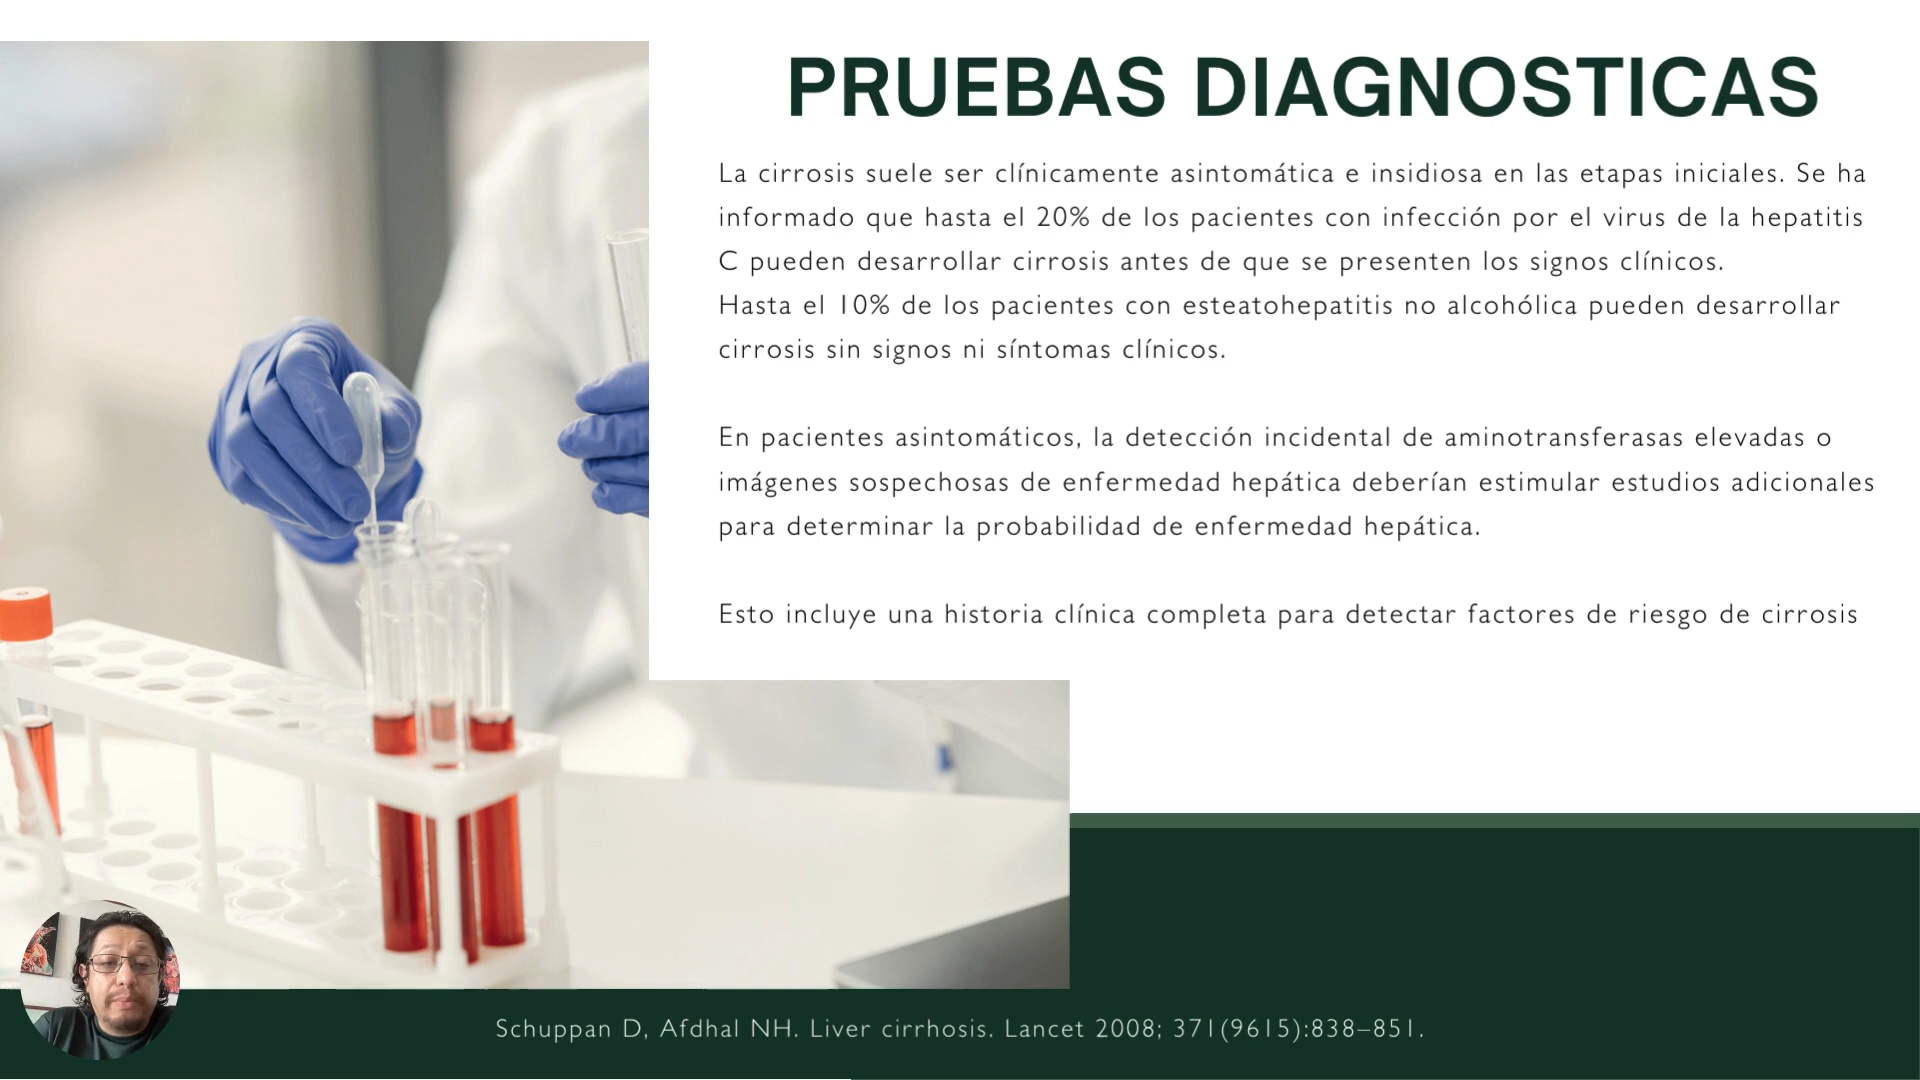 PRUEBAS DIAGNOSTICAS
La cirrosis suele ser clínicamente asintomática e insidiosa en las etapas iniciales. Se ha
informado que hasta el 20% de los pacientes con infección por el virus de la hepatitis
C pueden desarrollar cirrosis antes de que se presenten los signos clínicos.
Hasta el 10% de los pacientes con esteatohepatitis no alcohólica pueden desarrollar
cirrosis sin signos ni síntomas clínicos.
En pacientes asintomáticos, la detección incidental de aminotransferasas elevadas o
imágenes sospechosas de enfermedad hepática deberían estimular estudios adicionales
para determinar la probabilidad de enfermedad hepática.
Esto incluye una historia clínica completa para detectar factores de riesgo de cirrosis
Schuppan D, Afdhal NH. Liver cirrhosis. Lancet 2008; 371(9615):838–851.